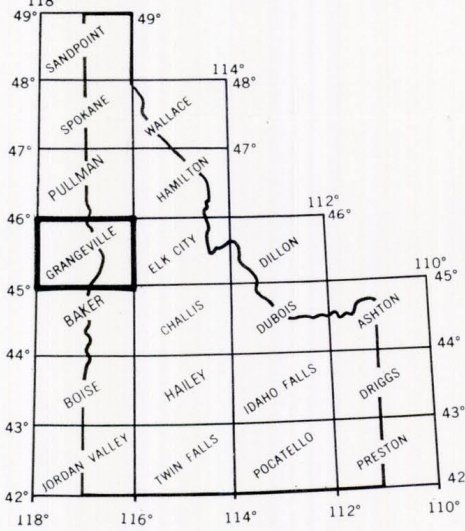 118
49° 49°
SANDPOINT
48° 114° 48°
SPOKANE WALLACE
47° 47°
PULLMAN HAMILTON
46° 112° 46°
GRANGEVILLE ELK CITY DILLON
45° 110° 45°
BAKER CHALLIS DUBOIS ASHTON
44° 44°
BOISE HAILEY IDAHO FALLS DRIGGS
43° 43°
JORDAN VALLEY TWIN FALLS POCATELLO PRESTON
42° 42
118° 116° 114° 112° 110°